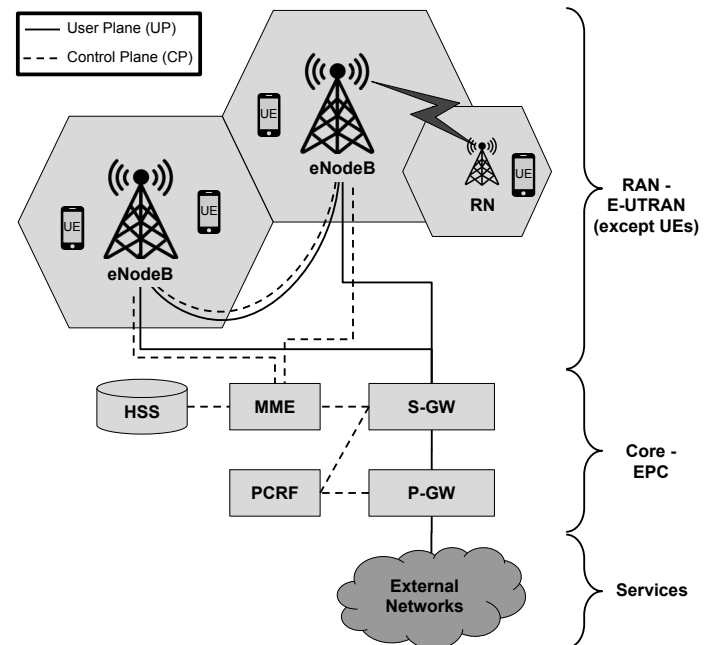 User Plane (UP)
Control Plane (CP)
UE
eNodeB
UE
RN
UE
UE
eNodeB
RAN -
E-UTRAN
(except UEs)
HSS
MME
S-GW
PCRF
P-GW
Core -
EPC
External
Networks
Services